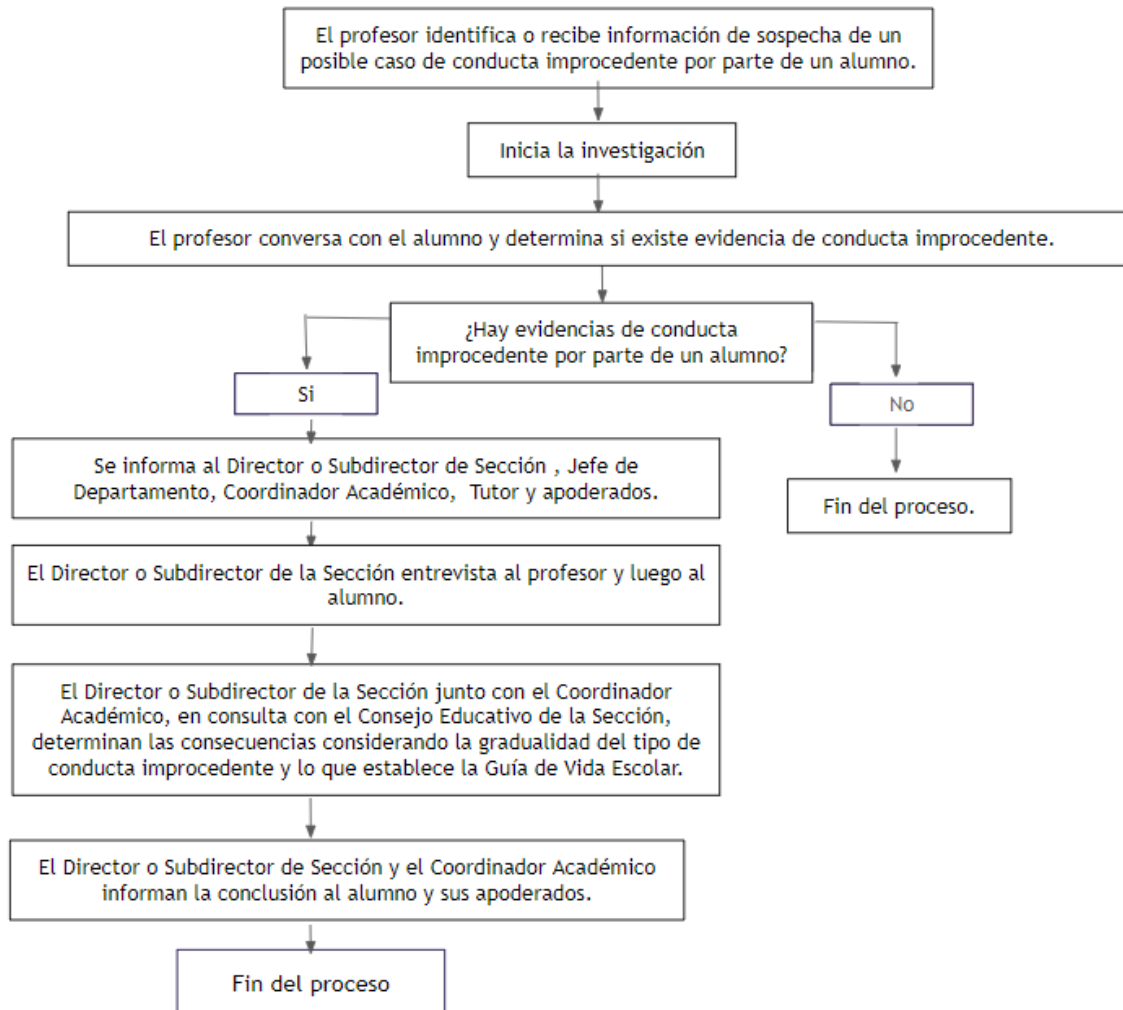 El profesor identifica o recibe información de sospecha de un
posible caso de conducta improcedente por parte de un alumno.
Inicia la investigación
El profesor conversa con el alumno y determina si existe evidencia de conducta improcedente.
¿Hay evidencias de conducta
improcedente por parte de un alumno?
Si
No
Se informa al Director o Subdirector de Sección , Jefe de
Departamento, Coordinador Académico, Tutor y apoderados.
Fin del proceso.
El Director o Subdirector de la Sección entrevista al profesor y luego al
alumno.
El Director o Subdirector de la Sección junto con el Coordinador
Académico, en consulta con el Consejo Educativo de la Sección,
determinan las consecuencias considerando la gradualidad del tipo de
conducta improcedente y lo que establece la Guía de Vida Escolar.
El Director o Subdirector de Sección y el Coordinador Académico
informan la conclusión al alumno y sus apoderados.
Fin del proceso